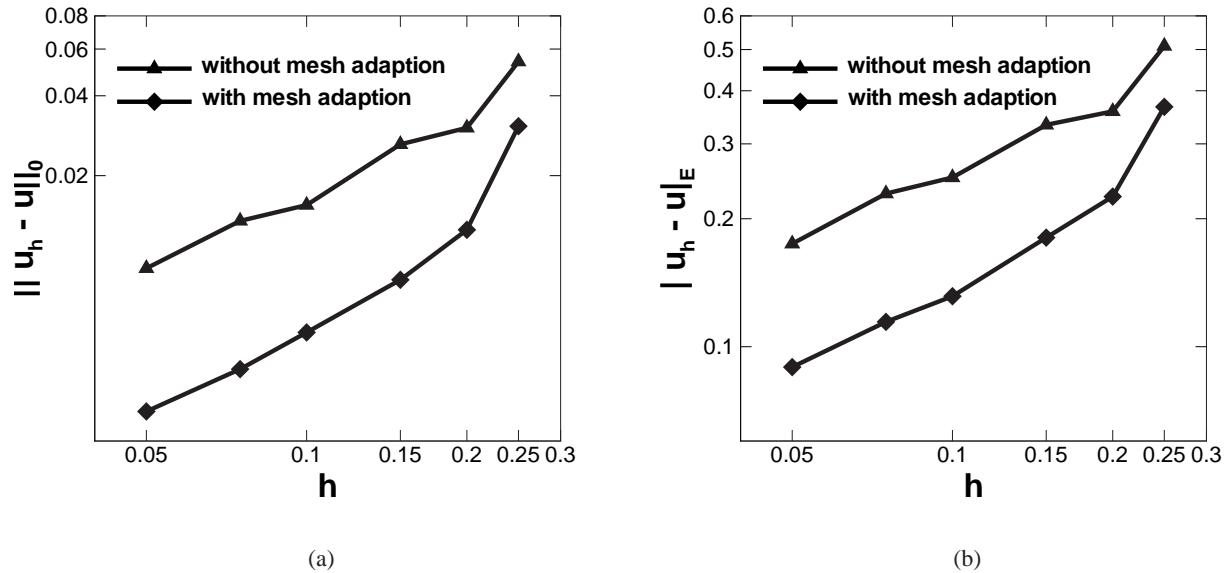 0.08
0.06
0.04
0.02
|| u_h - u||_0
without mesh adaption
with mesh adaption
0.05 0.1 0.15 0.2 0.25 0.3
h
(a)
0.6
0.5
0.4
0.3
0.2
0.1
| u_h - u|_E
without mesh adaption
with mesh adaption
0.05 0.1 0.15 0.2 0.25 0.3
h
(b)